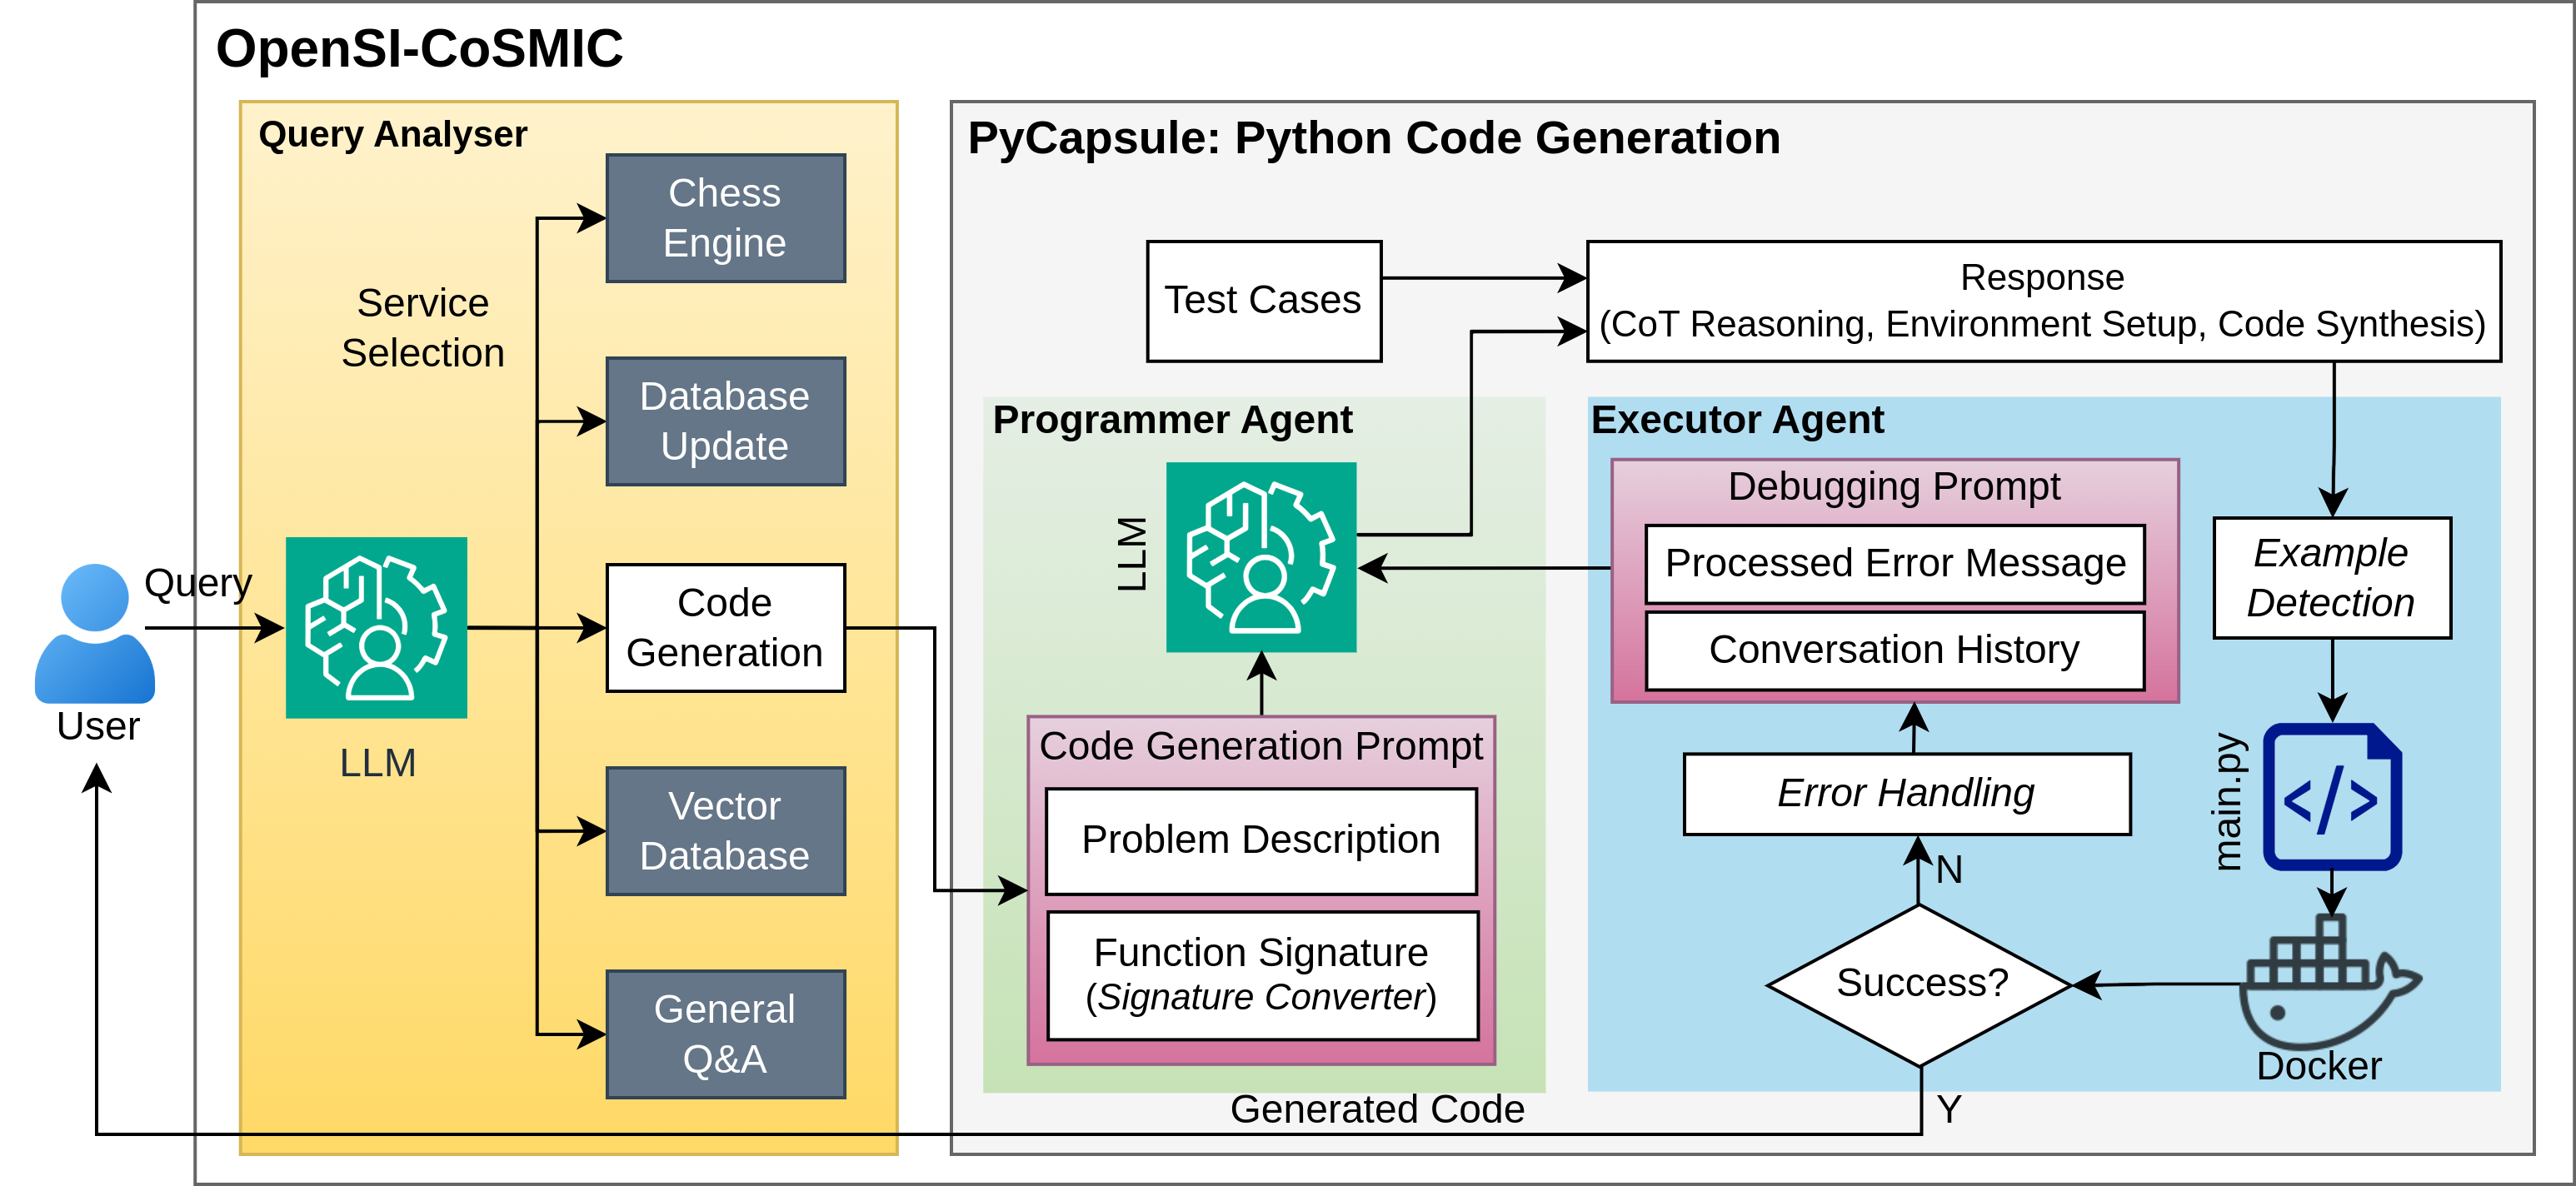 OpenSI-CoSMIC
Query Analyser
Service
Selection
Chess
Engine
Database
Update
Code
Generation
Vector
Database
General
Q&A
Query
User
LLM
PyCapsule: Python Code Generation
Test Cases
Response
(CoT Reasoning, Environment Setup, Code Synthesis)
Programmer Agent
LLM
Code Generation Prompt
Problem Description
Function Signature
(Signature Converter)
Executor Agent
Debugging Prompt
Processed Error Message
Conversation History
Example
Detection
Error Handling
main.py
N
Success?
Docker
Generated Code
Y